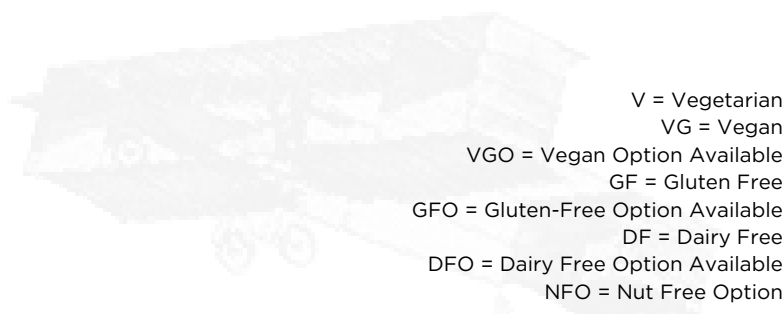 V = Vegetarian
VG = Vegan
VGO = Vegan Option Available
GF = Gluten Free
GFO = Gluten-Free Option Available
DF = Dairy Free
DFO = Dairy Free Option Available
NFO = Nut Free Option